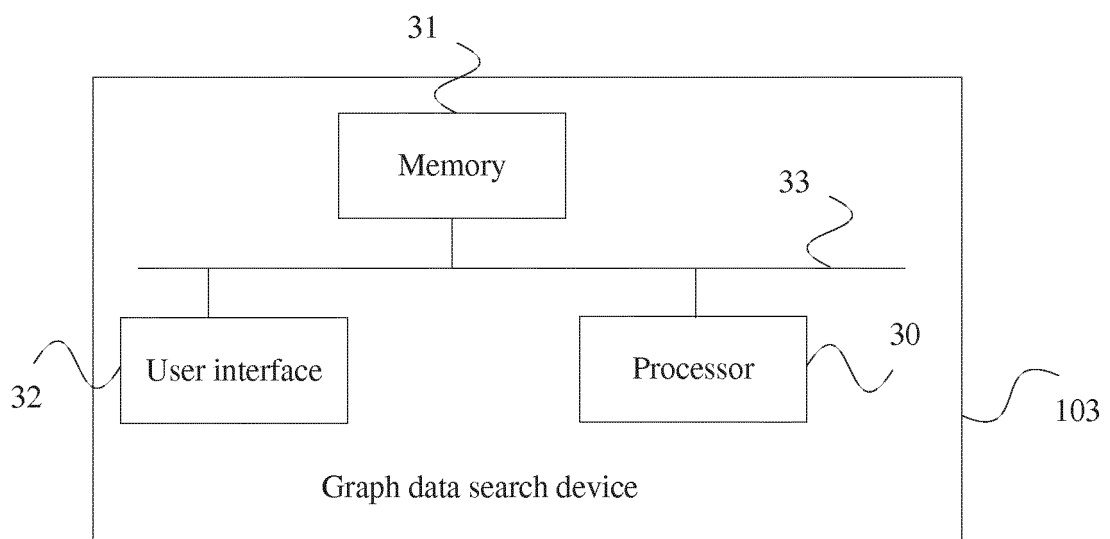 31
Memory
33
User interface
Processor
30
32
103
Graph data search device